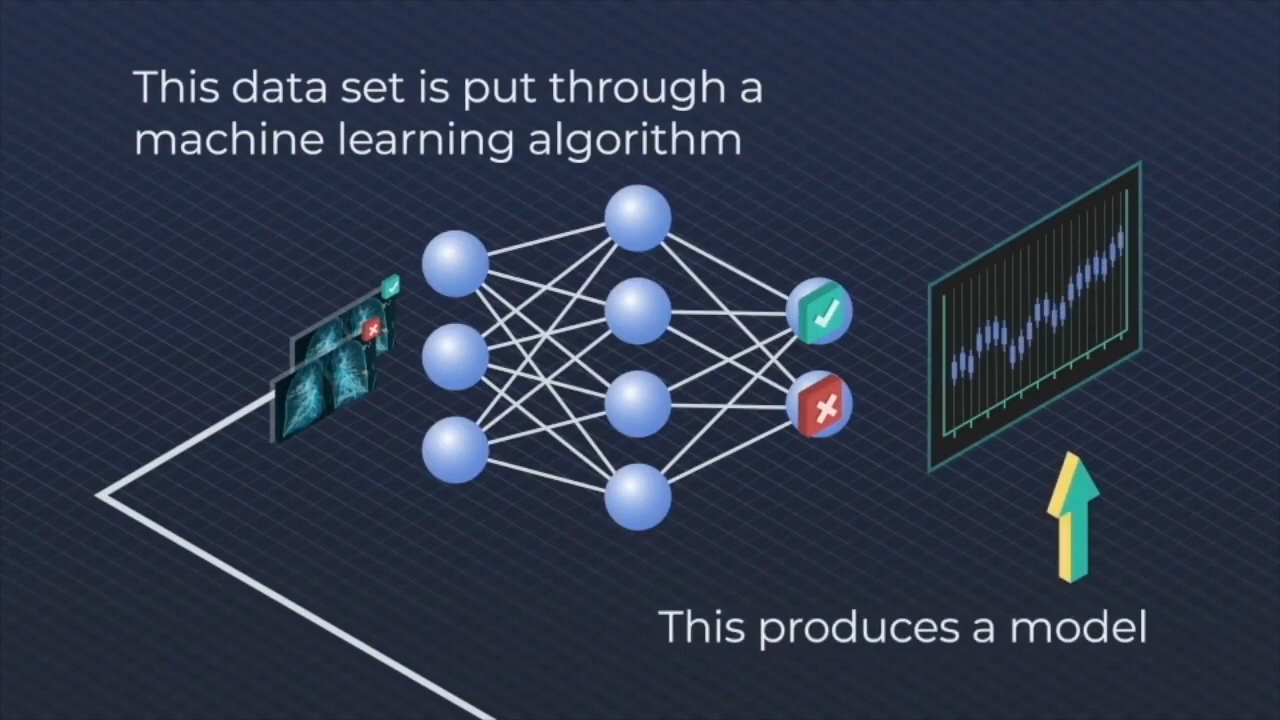 This data set is put through a
machine learning algorithm
This produces a model